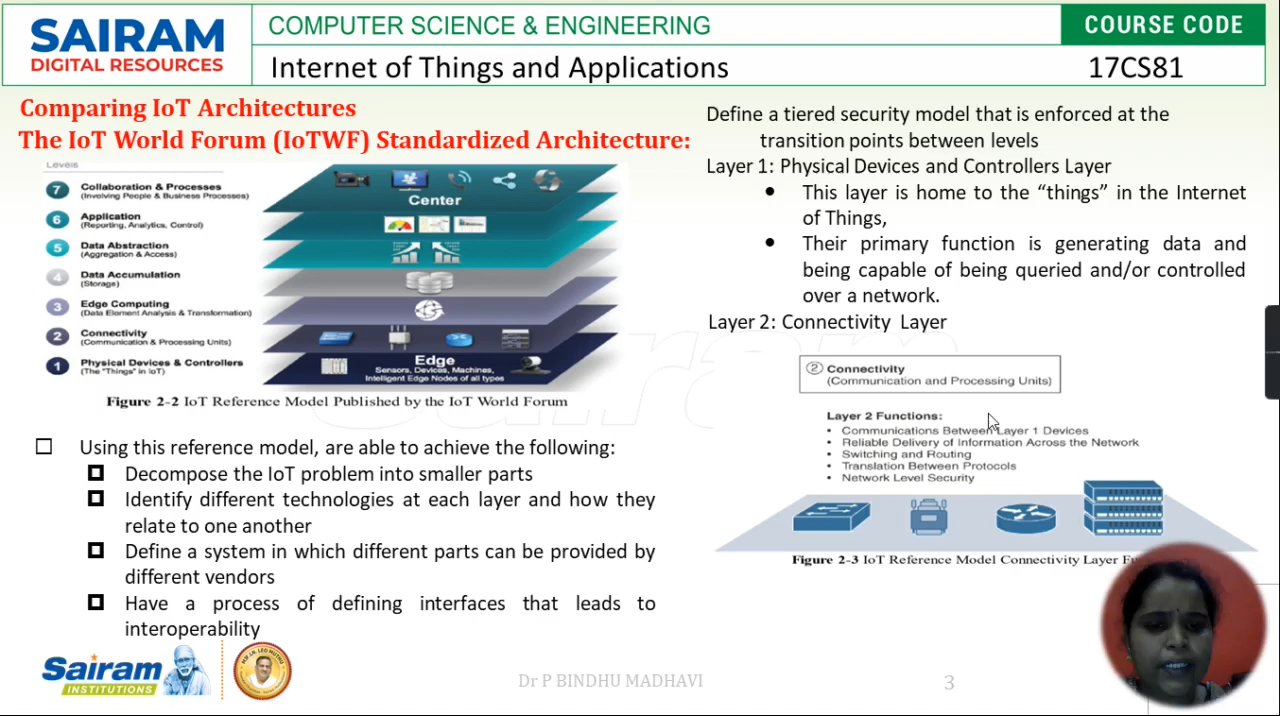 SAIRAM
DIGITAL RESOURCES
COMPUTER SCIENCE & ENGINEERING
COURSE CODE
Internet of Things and Applications
17CS81
Comparing IoT Architectures
The IoT World Forum (IoTWF) Standardized Architecture:
Levels
7 Collaboration & Processes
(Involving People & Business Processes)
6 Application
(Reporting, Analytics, Control)
5 Data Abstraction
(Aggregation & Access)
4 Data Accumulation
(Storage)
3 Edge Computing
(Data Element Analysis & Transformation)
2 Connectivity
(Communication & Processing Units)
1 Physical Devices & Controllers
(The "Things" in IoT)
Center
Edge
Sensors, Devices, Machines,
Intelligent Edge Nodes of all types
Figure 2-2 IoT Reference Model Published by the IoT World Forum
Using this reference model, are able to achieve the following:
Decompose the IoT problem into smaller parts
Identify different technologies at each layer and how they
relate to one another
Define a system in which different parts can be provided by
different vendors
Have a process of defining interfaces that leads to
interoperability
Define a tiered security model that is enforced at the
transition points between levels
Layer 1: Physical Devices and Controllers Layer
• This layer is home to the “things” in the Internet
of Things,
• Their primary function is generating data and
being capable of being queried and/or controlled
over a network.
Layer 2: Connectivity Layer
2 Connectivity
(Communication and Processing Units)
Layer 2 Functions:
• Communications Between Layer 1 Devices
• Reliable Delivery of Information Across the Network
• Switching and Routing
• Translation Between Protocols
• Network Level Security
Figure 2-3 IoT Reference Model Connectivity Layer
Sairam
INSTITUTIONS
Dr P BINDHU MADHAVI
3